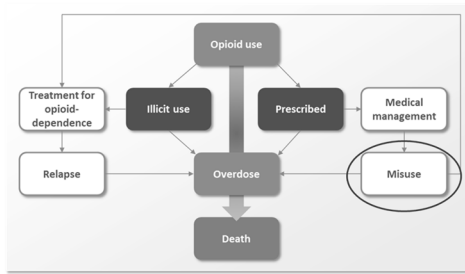 Opioid use
Treatment for
opioid-
dependence
Illicit use
Prescribed
Medical
management
Relapse
Overdose
Misuse
Death